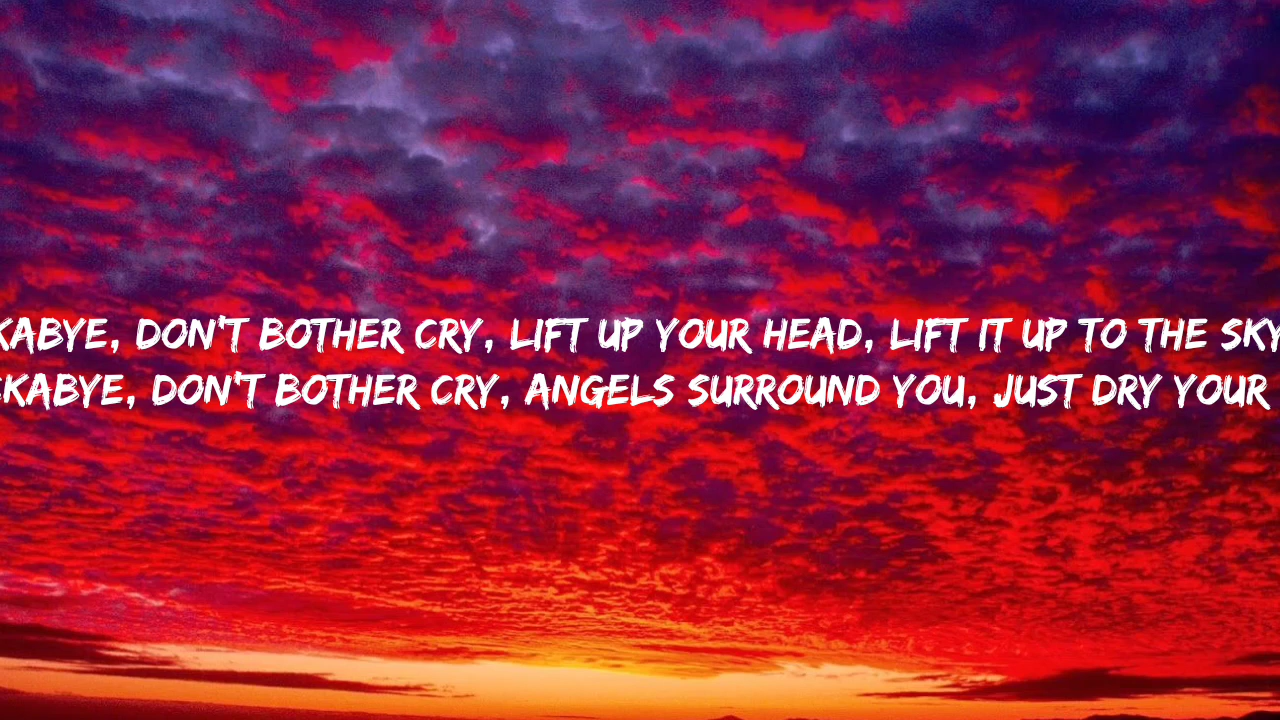 KABYE, DON'T BOTHER CRY, LIFT UP YOUR HEAD, LIFT IT UP TO THE SKY
CKABYE, DON'T BOTHER CRY, ANGELS SURROUND YOU, JUST DRY YOUR